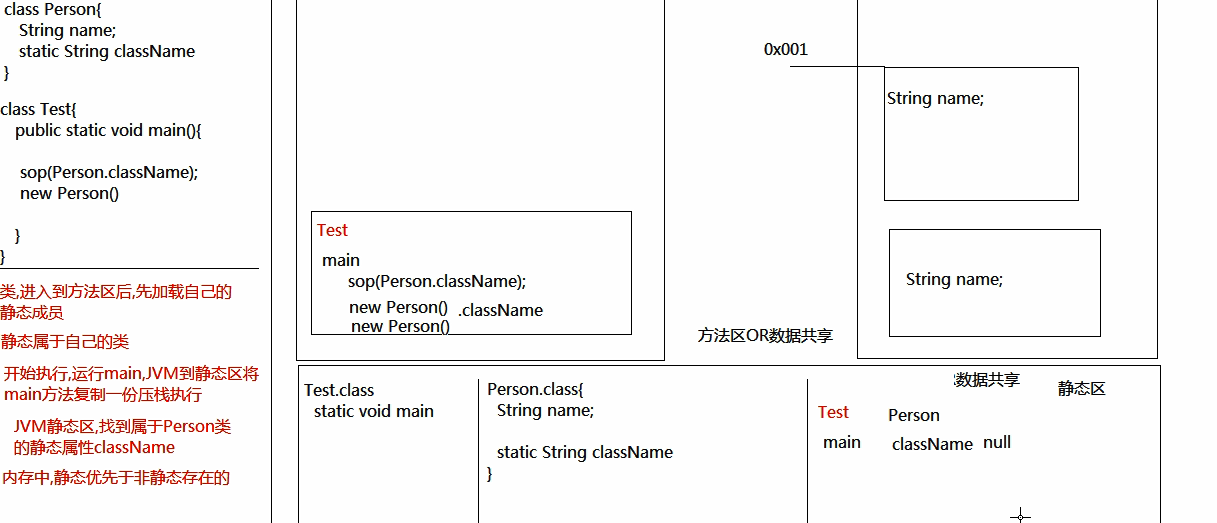 class Person{
String name;
static String className
}
class Test{
public static void main(){
sop(Person.className);
new Person()
}
}
类,进入到方法区后,先加载自己的
静态成员
静态属于自己的类
开始执行,运行main,JVM到静态区将
main方法复制一份压栈执行
JVM静态区,找到属于Person类
的静态属性className
内存中,静态优先于非静态存在的
Test
main
sop(Person.className);
new Person() .className
new Person()
0x001
String name;
String name;
方法区OR数据共享
Test.class
static void main
Person.class{
String name;
static String className
}
数据共享
静态区
Test
main
Person
className null